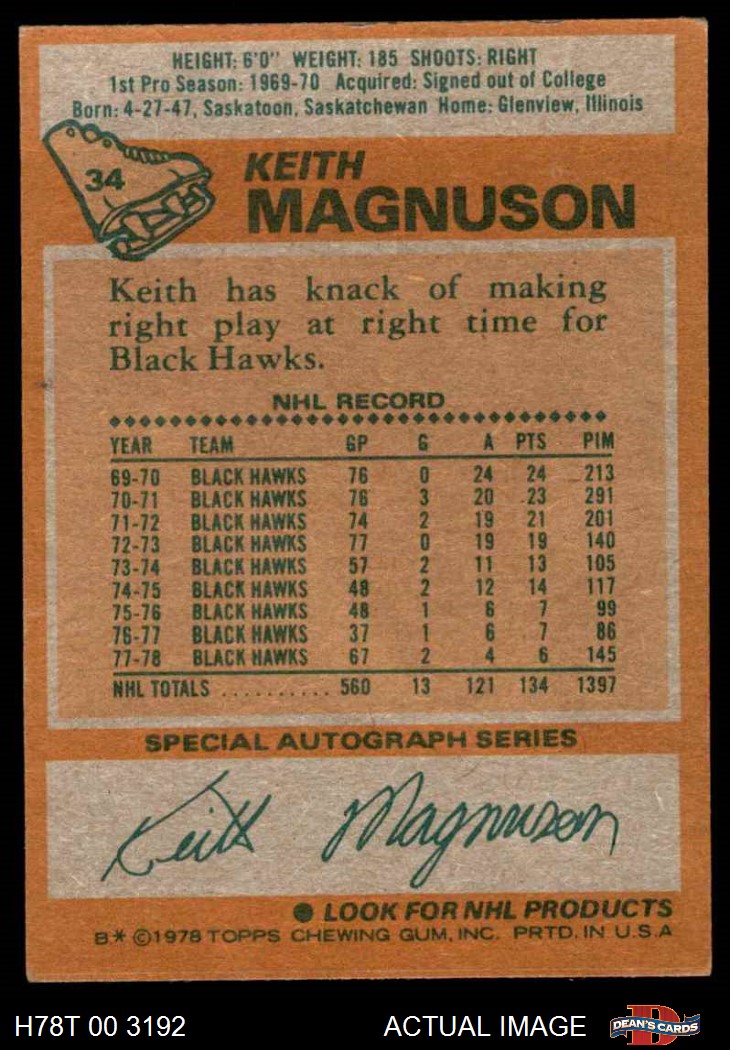 HEIGHT: 6'0" WEIGHT: 185 SHOOTS: RIGHT
1st Pro Season: 1969-70 Acquired: Signed out of College
Born: 4-27-47, Saskatoon, Saskatchewan Home: Glenview, Illinois
34
KEITH
MAGNUSON
Keith has knack of making
right play at right time for
Black Hawks.
NHL RECORD
YEAR TEAM GP G A PTS PIM
69-70 BLACK HAWKS 76 0 24 24 213
70-71 BLACK HAWKS 76 3 20 23 291
71-72 BLACK HAWKS 74 2 19 21 201
72-73 BLACK HAWKS 77 0 19 19 140
73-74 BLACK HAWKS 57 2 11 13 105
74-75 BLACK HAWKS 48 2 12 14 117
75-76 BLACK HAWKS 48 1 6 7 99
76-77 BLACK HAWKS 37 1 6 7 86
77-78 BLACK HAWKS 67 2 4 6 145
NHL TOTALS .......... 560 13 121 134 1397
SPECIAL AUTOGRAPH SERIES
Keith Magnuson
● LOOK FOR NHL PRODUCTS
B* ©1978 TOPPS CHEWING GUM, INC. PRTD. IN U.S.A
H78T 00 3192 ACTUAL IMAGE DEAN'S CARDS